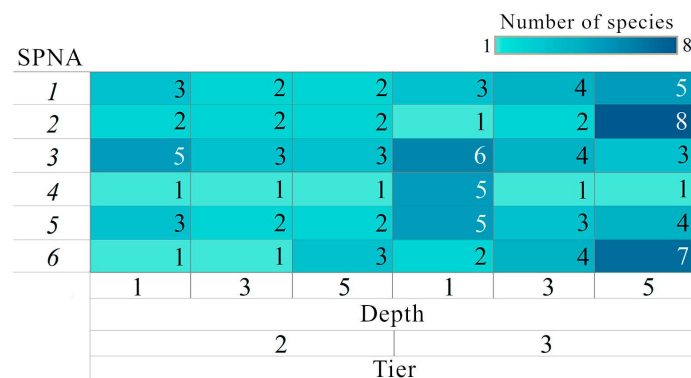 Number of species
1 8
SPNA
1 3 2 2 3 4 5
2 2 2 2 1 2 8
3 5 3 3 6 4 3
4 1 1 1 5 1 1
5 3 2 2 5 3 4
6 1 1 3 2 4 7
1 3 5 1 3 5
Depth
2 3
Tier